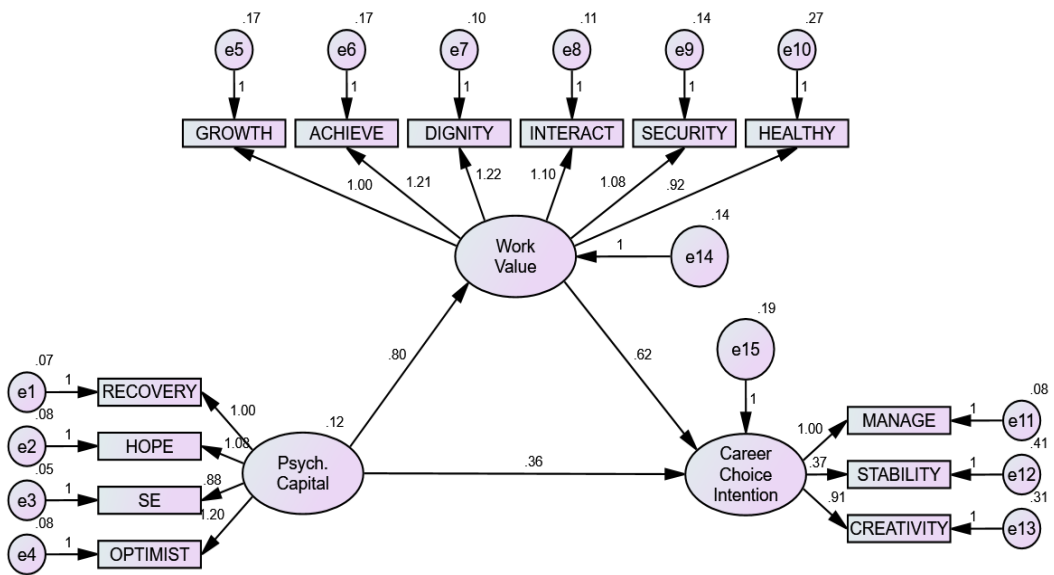 .17 .17 .10 .11 .14 .27
e5 e6 e7 e8 e9 e10
1 1 1 1 1 1
GROWTH ACHIEVE DIGNITY INTERACT SECURITY HEALTHY
1.00 1.21 1.22 1.10 1.08 .92
.14
Work
Value
1 e14
.19
.80 .62 e15
.07
e1 1 RECOVERY
1.00 1
.08
e2 1 HOPE
1.08
.05
e3 1 SE
.88
.08
e4 1 OPTIMIST
1.20
.12
Psych.
Capital
.36
Career
Choice
Intention
1.00 MANAGE 1 e11 .08
.37 STABILITY 1 e12 .41
.91 CREATIVITY 1 e13 .31